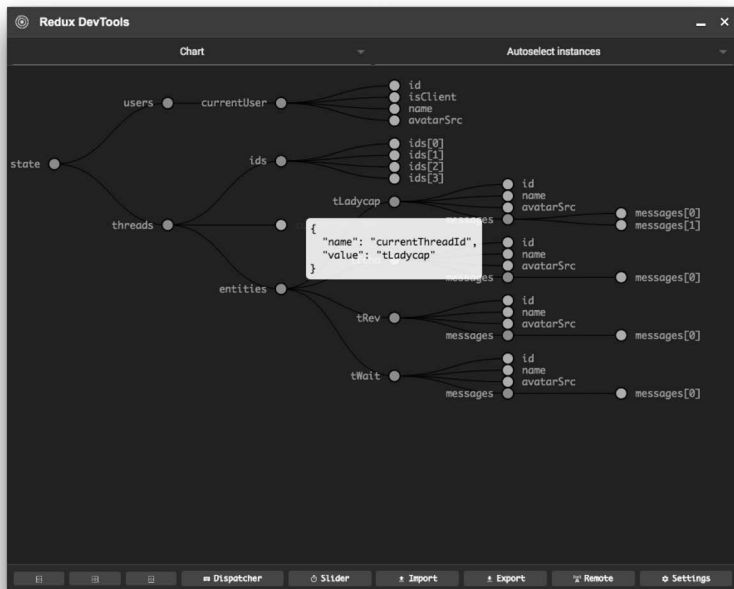 Redux DevTools
Chart
Autoselect instances
state
users
currentUser
id
isClient
name
avatarSrc
threads
ids
ids[0]
ids[1]
ids[2]
ids[3]
{
"name": "currentThreadId",
"value": "tLadycap"
}
entities
tLadycap
id
name
avatarSrc
messages
messages[0]
messages[1]
id
name
avatarSrc
messages
messages[0]
tRev
id
name
avatarSrc
messages
messages[0]
tWait
id
name
avatarSrc
messages
messages[0]
Dispatcher
Slider
Import
Export
Remote
Settings